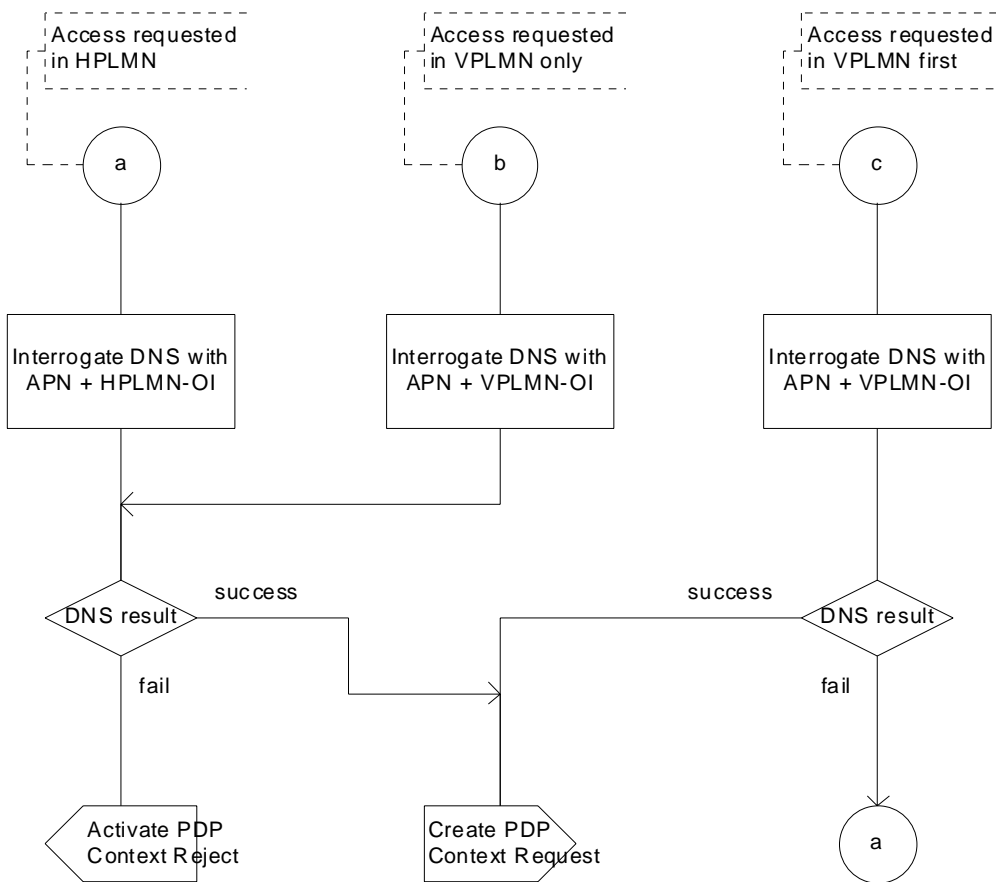 Access requested
in HPLMN
Access requested
in VPLMN only
Access requested
in VPLMN first
a
b
c
Interrogate DNS with
APN + HPLMN-OI
Interrogate DNS with
APN + VPLMN-OI
Interrogate DNS with
APN + VPLMN-OI
DNS result
success
fail
success
DNS result
fail
Activate PDP
Context Reject
Create PDP
Context Request
a